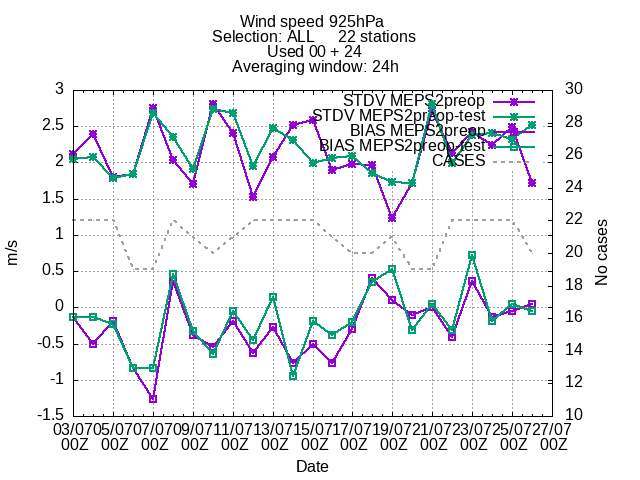 Wind speed 925hPa
Selection: ALL 22 stations
Used 00 + 24
Averaging window: 24h
STDV MEPS2preop
STDV MEPS2preop-test
BIAS MEPS2preop
BIAS MEPS2preop-test
CASES
3
2.5
2
1.5
1
0.5
0
-0.5
-1
-1.5
m/s
30
28
26
24
22
20
18
16
14
12
10
No cases
03/07 05/07 07/07 09/07 11/07 13/07 15/07 17/07 19/07 21/07 23/07 25/07 27/07
00Z 00Z 00Z 00Z 00Z 00Z 00Z 00Z 00Z 00Z 00Z 00Z 00Z
Date